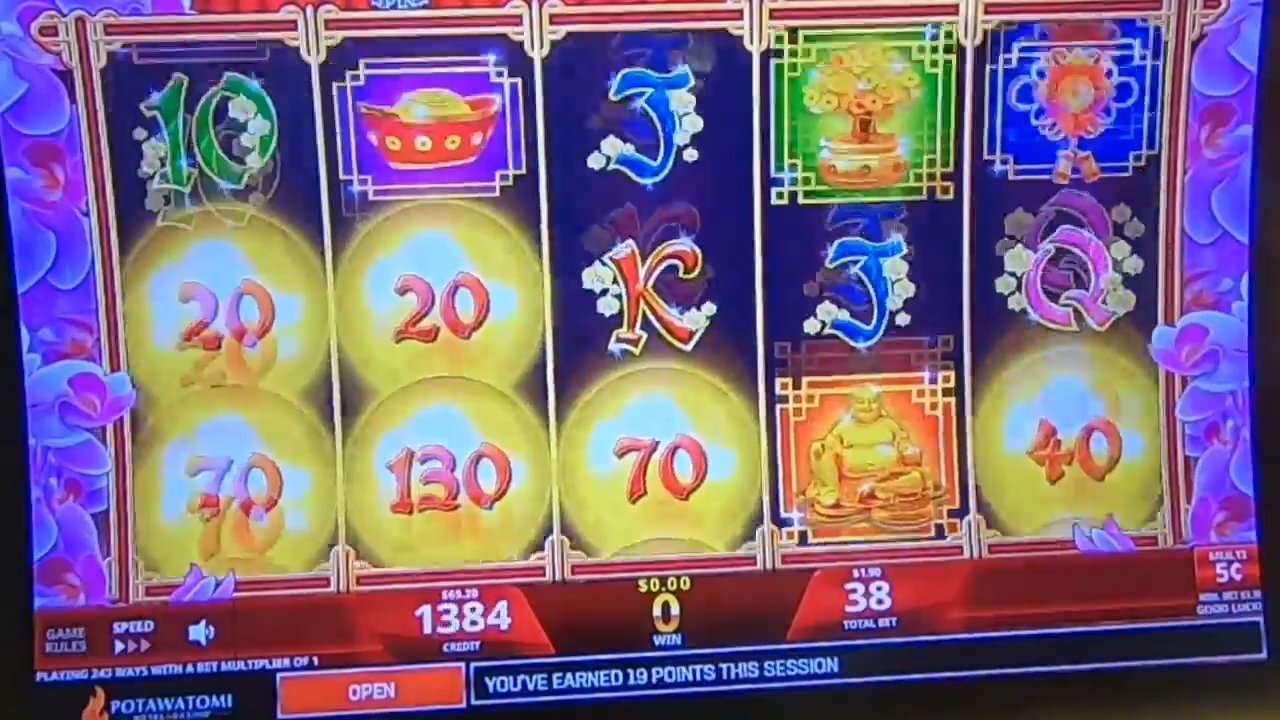 10 J
K J Q
20 20
70 130 70 40
$69.20 $0.00 $1.90 MULTI
1384 0 38 5¢
CREDIT WIN TOTAL BET
GOOD LUCK
GAME RULES SPEED
PLAYING 243 WAYS WITH A BET MULTIPLIER OF 1
POTAWATOMI OPEN YOU'VE EARNED 19 POINTS THIS SESSION